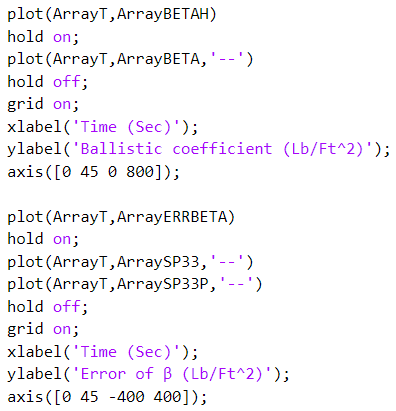 plot(ArrayT,ArrayBETAH)
hold on;
plot(ArrayT,ArrayBETA,'--')
hold off;
grid on;
xlabel('Time (Sec)');
ylabel('Ballistic coefficient (Lb/Ft^2)');
axis([0 45 0 800]);
plot(ArrayT,ArrayERRBETA)
hold on;
plot(ArrayT,ArraySP33,'--')
plot(ArrayT,ArraySP33P,'--')
hold off;
grid on;
xlabel('Time (Sec)');
ylabel('Error of β (Lb/Ft^2)');
axis([0 45 -400 400]);